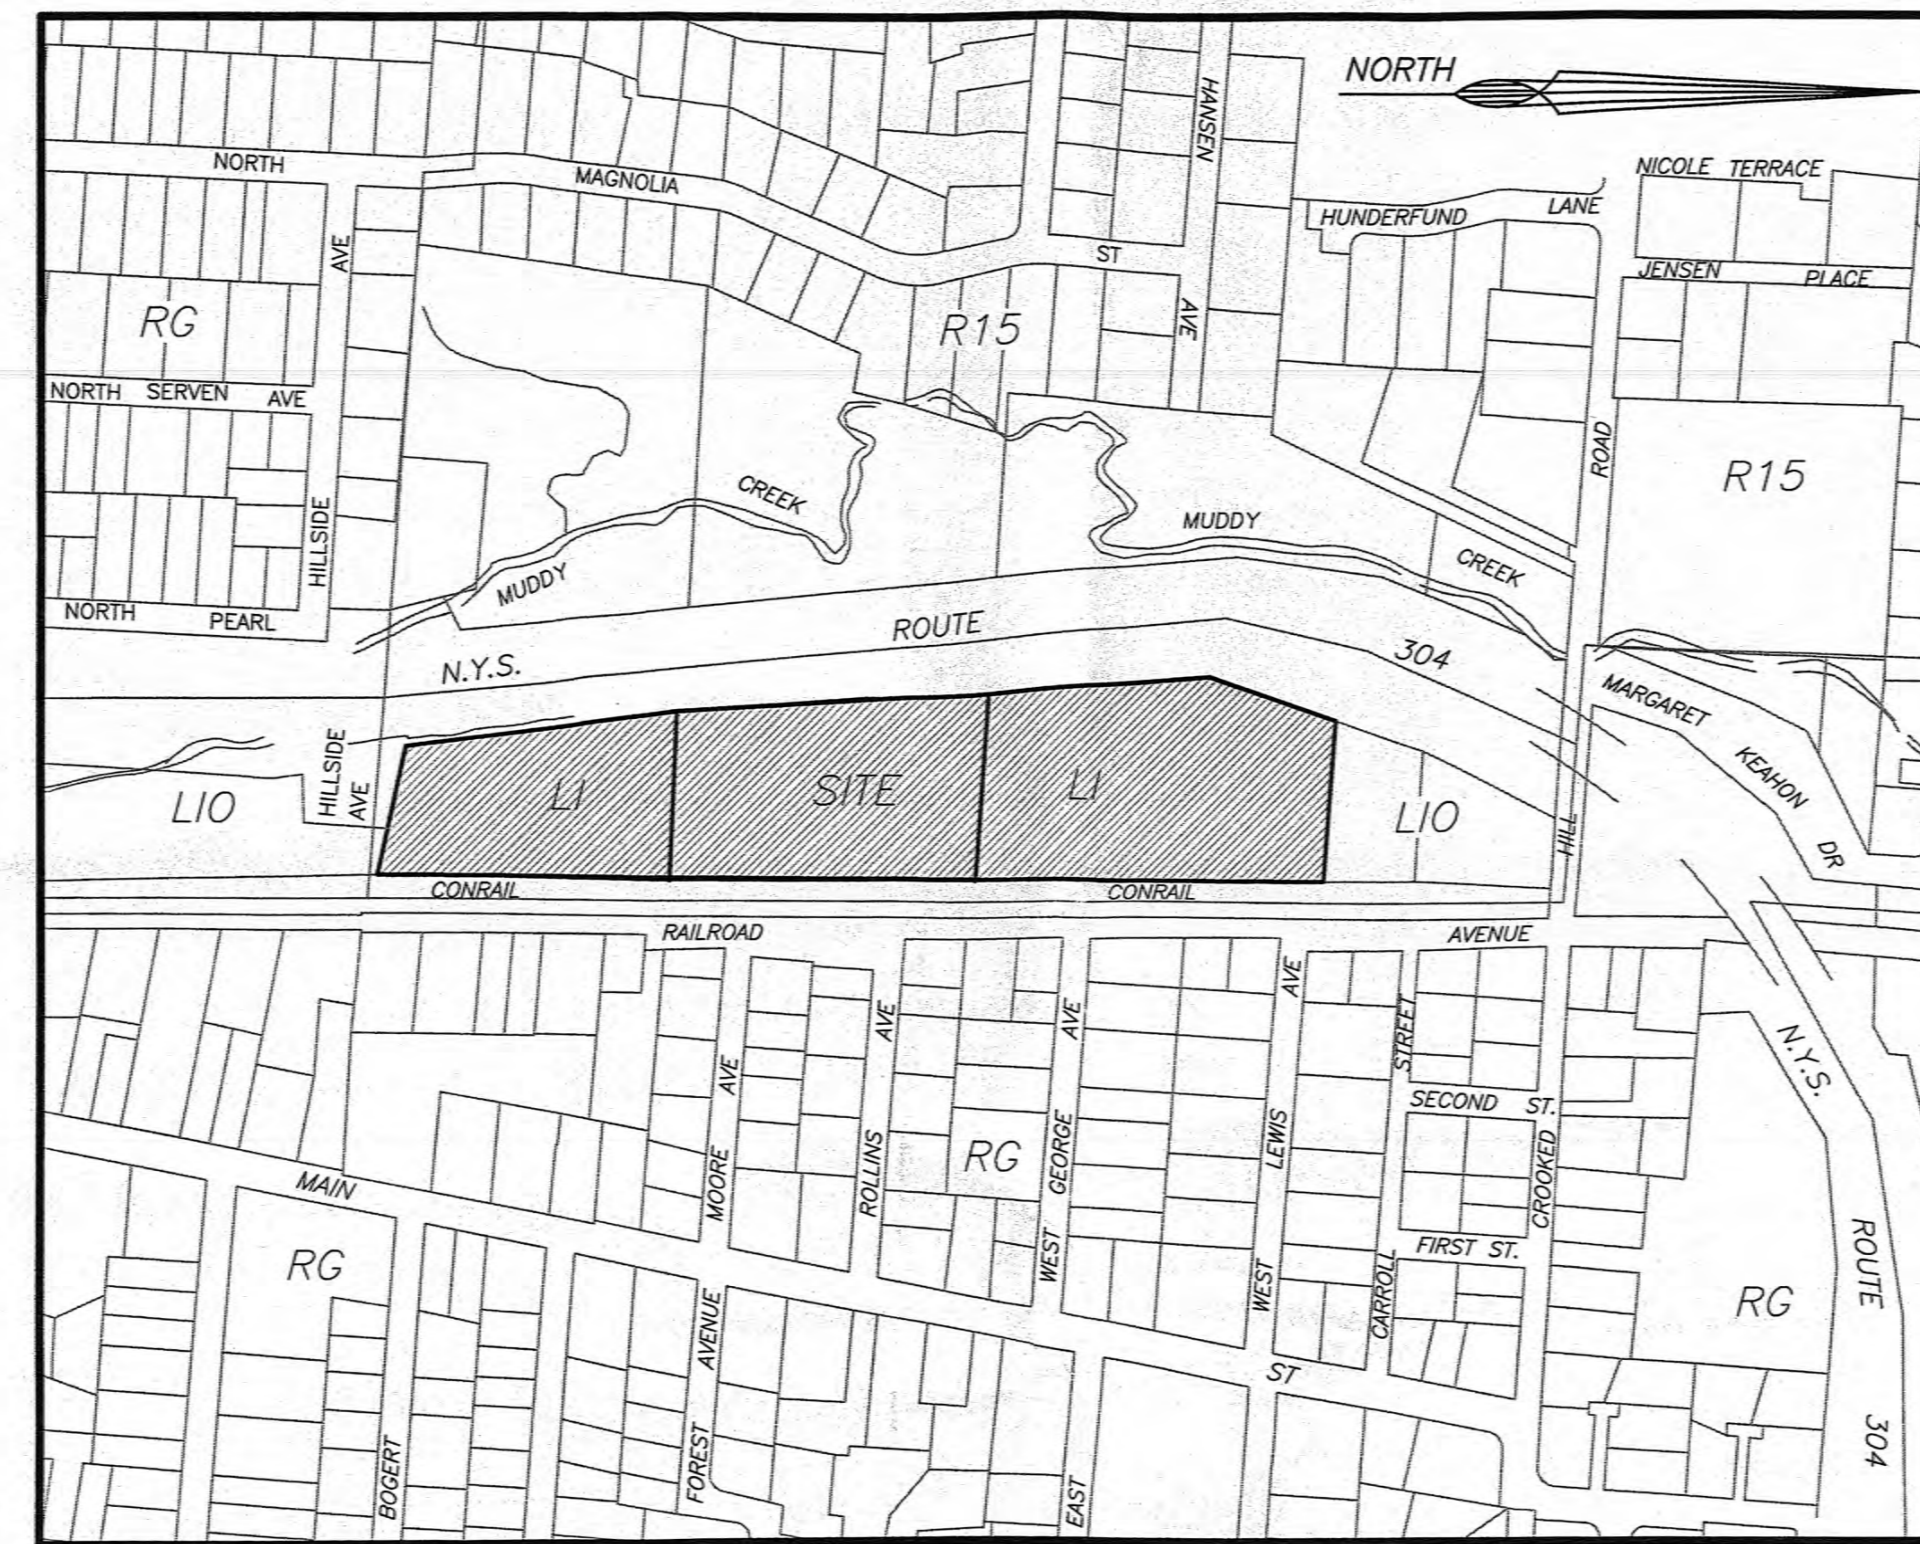 NORTH
HANSEN
NORTH
MAGNOLIA
NICOLE TERRACE
HUNDERFUND LANE
AVE
ST
JENSEN PLACE
RG
R15
AVE
NORTH SERVEN AVE
ROAD
R15
CREEK
MUDDY
HILLSIDE
MUDDY
CREEK
NORTH PEARL
ROUTE
304
N.Y.S.
MARGARET
KEAHON
DR
HILLSIDE
AVE
LIO
LI
SITE
LI
LIO
HILL
CONRAIL
CONRAIL
RAILROAD
AVENUE
AVE
AVE
AVE
STREET
N.Y.S.
AVE
SECOND ST.
MOORE
ROLLINS
RG
GEORGE
LEWIS
CROOKED
MAIN
WEST
FIRST ST.
RG
WEST
CARROLL
ROUTE
RG
AVENUE
ST
304
BOGERT
FOREST
EAST